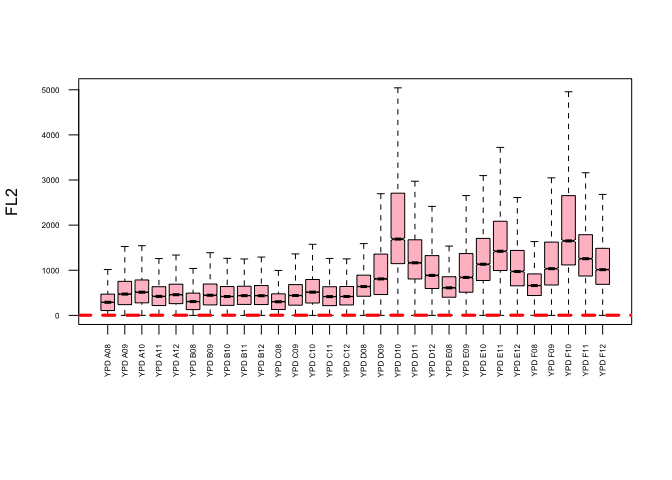 FL2
5000
4000
3000
2000
1000
0
YPD A08
YPD A09
YPD A10
YPD A11
YPD A12
YPD B08
YPD B09
YPD B10
YPD B11
YPD B12
YPD C08
YPD C09
YPD C10
YPD C11
YPD C12
YPD D08
YPD D09
YPD D10
YPD D11
YPD D12
YPD E08
YPD E09
YPD E10
YPD E11
YPD E12
YPD F08
YPD F09
YPD F10
YPD F11
YPD F12